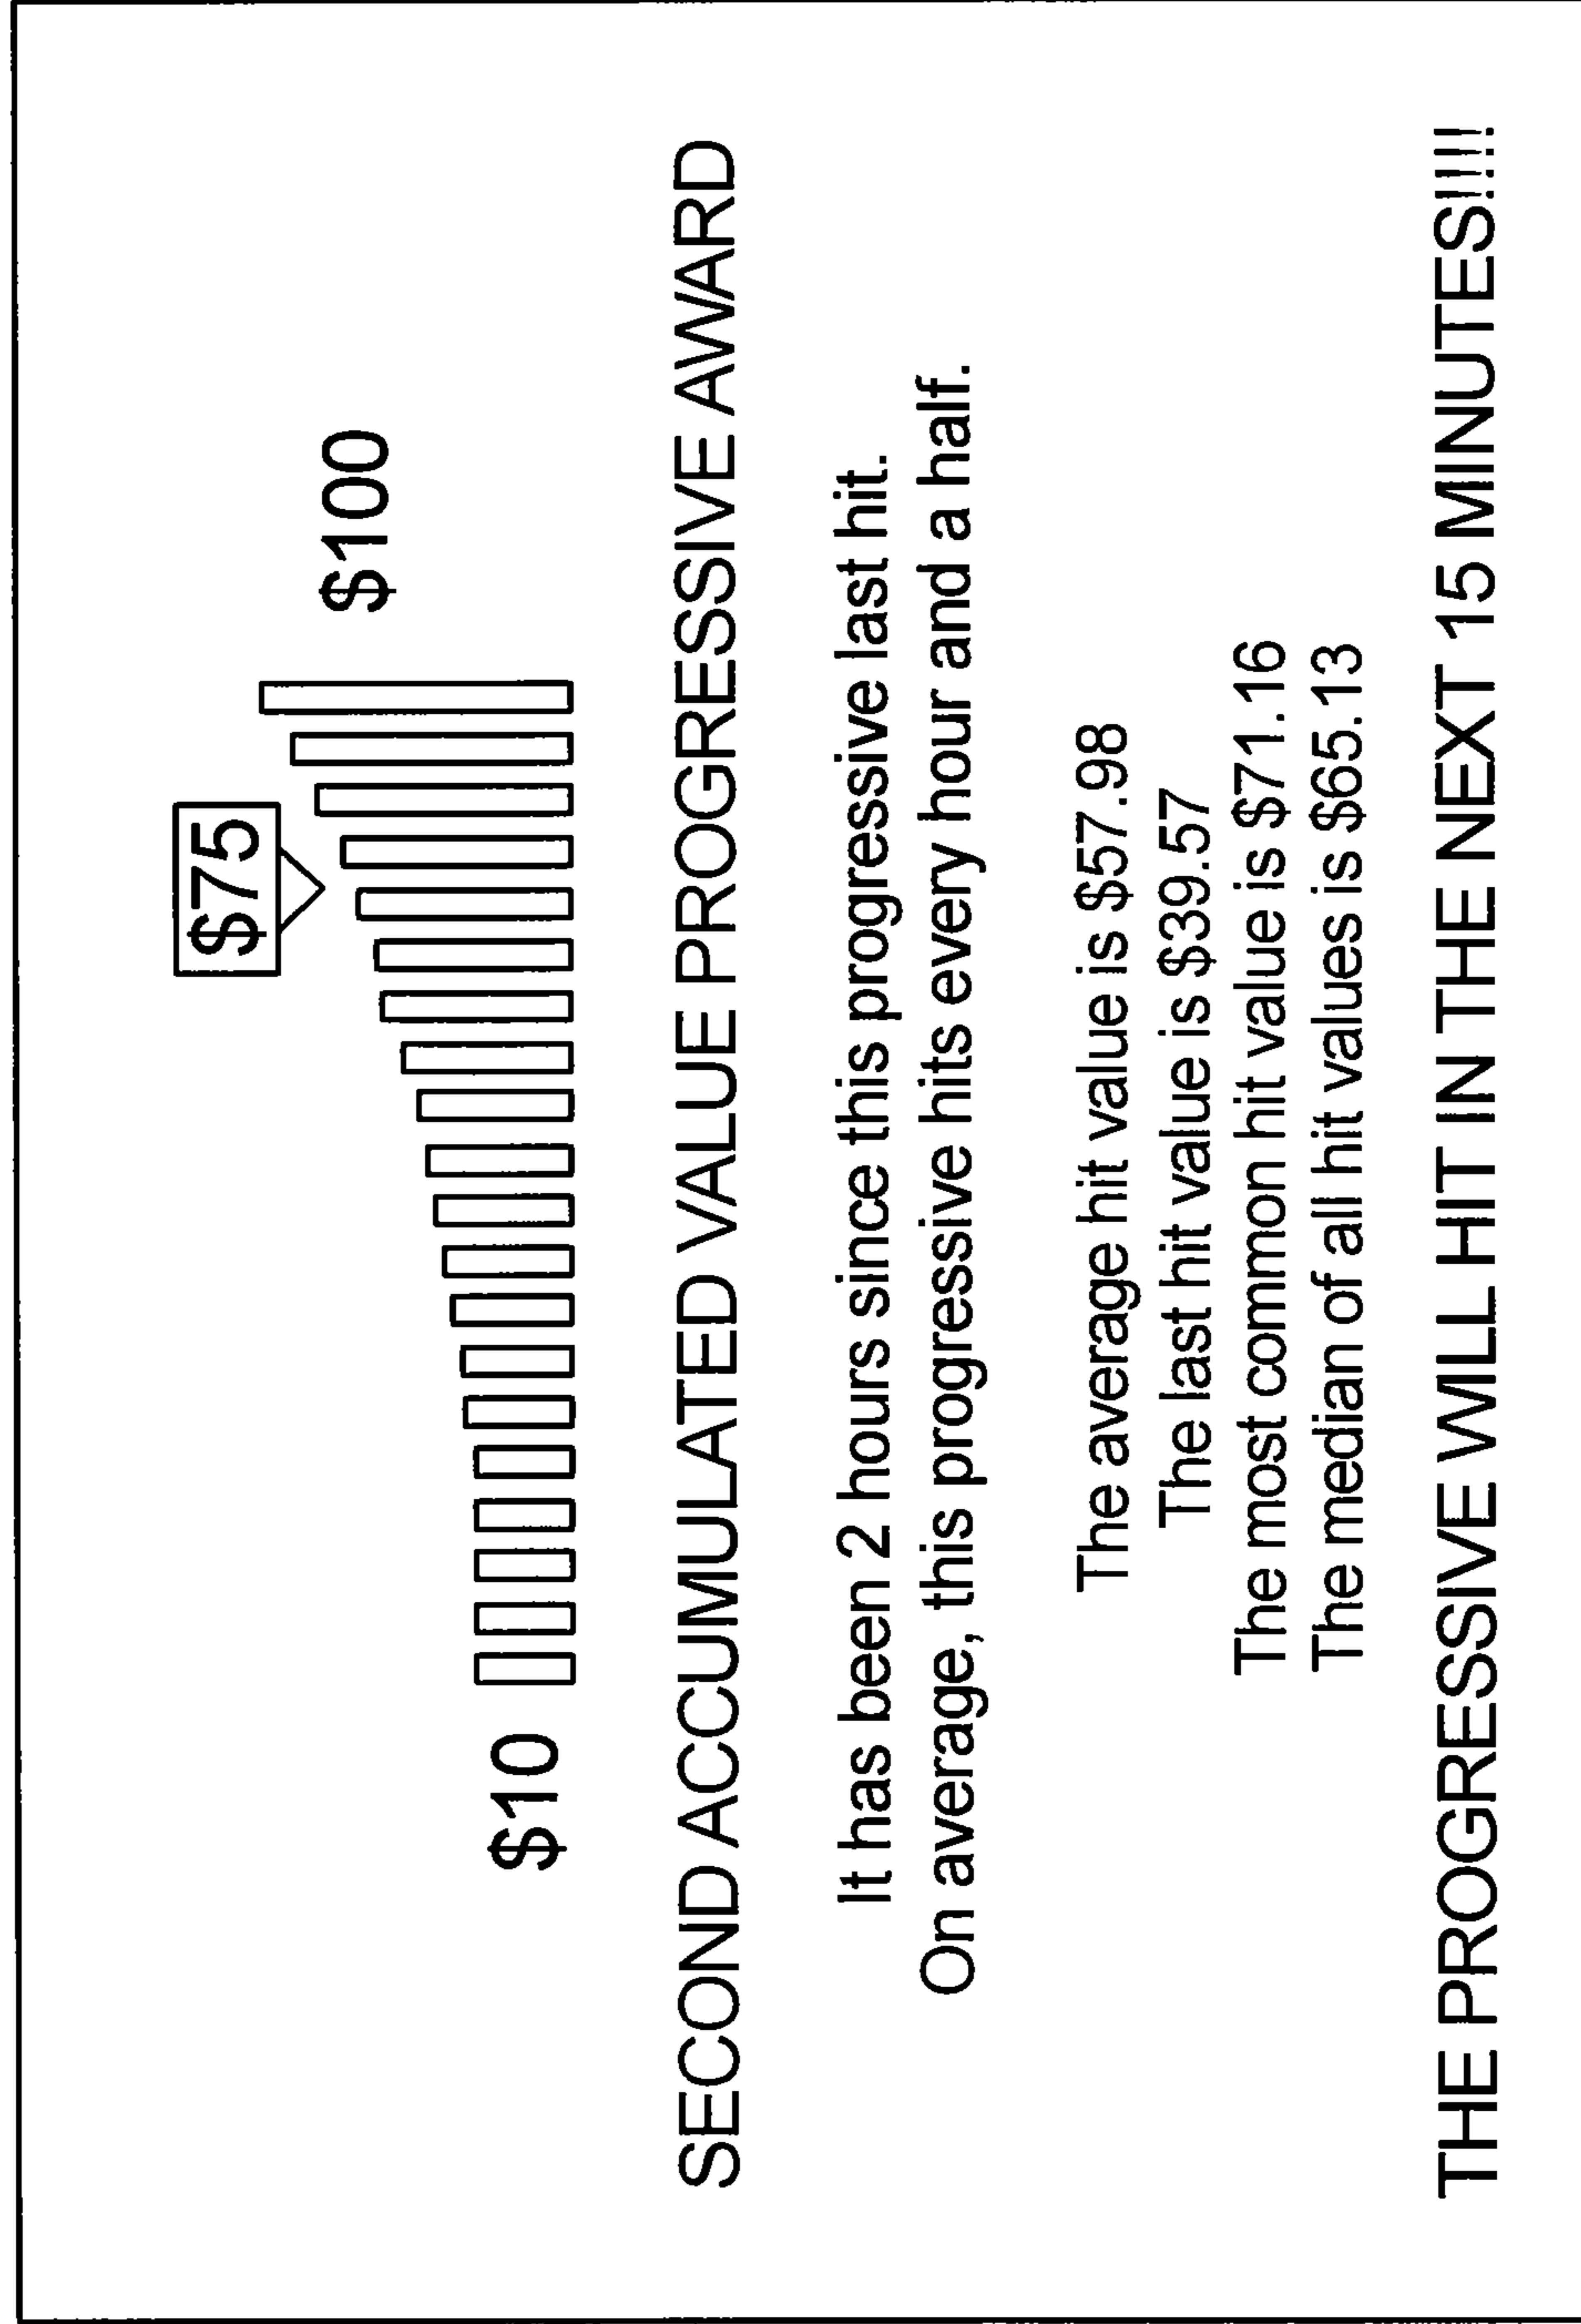 $75
$100
$10
SECOND ACCUMULATED VALUE PROGRESSIVE AWARD
It has been 2 hours since this progressive last hit.
On average, this progressive hits every hour and a half.
The average hit value is $57.98
The last hit value is $39.57
The most common hit value is $71.16
The median of all hit values is $65.13
THE PROGRESSIVE WILL HIT IN THE NEXT 15 MINUTES!!!!!